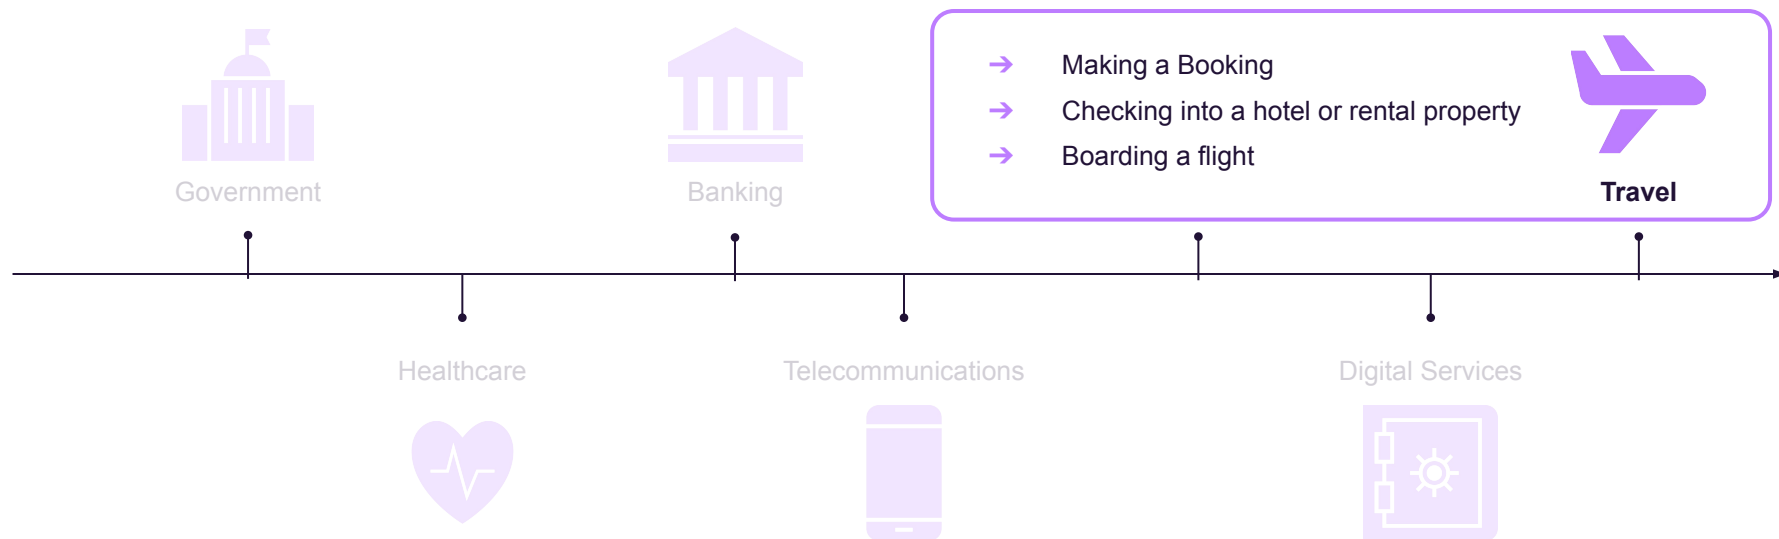 Government
Banking
Making a Booking
Checking into a hotel or rental property
Boarding a flight
Travel
Healthcare
Telecommunications
Digital Services